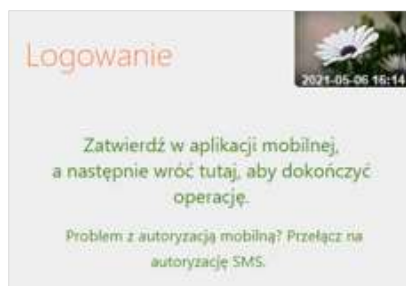 Logowanie
2021-05-06 16:14
Zatwierdź w aplikacji mobilnej,
a następnie wróć tutaj, aby dokończyć
operację.
Problem z autoryzacją mobilną? Przełącz na
autoryzację SMS.